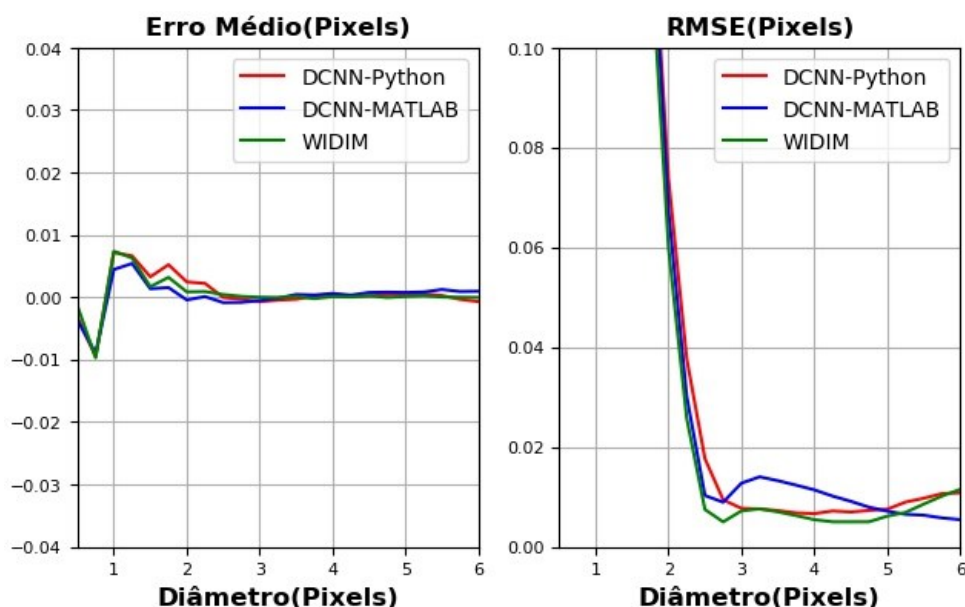 Erro Médio(Pixels)
0.04
0.03
0.02
0.01
0.00
−0.01
−0.02
−0.03
−0.04
DCNN-Python
DCNN-MATLAB
WIDIM
1 2 3 4 5 6
Diâmetro(Pixels)
RMSE(Pixels)
0.10
0.08
0.06
0.04
0.02
0.00
DCNN-Python
DCNN-MATLAB
WIDIM
1 2 3 4 5 6
Diâmetro(Pixels)